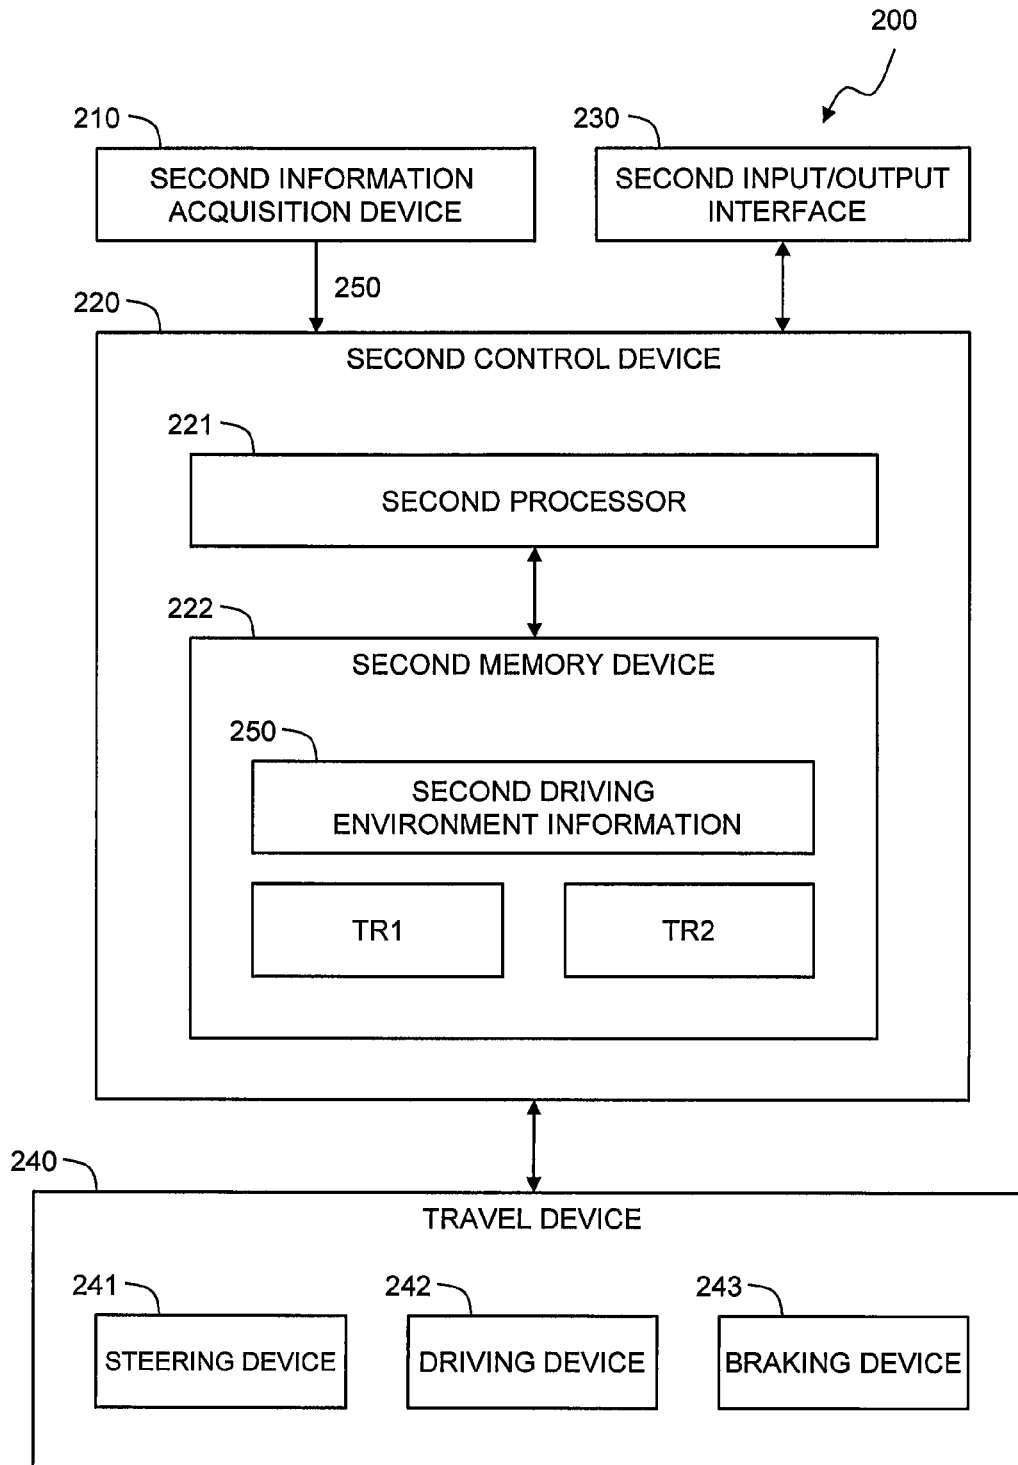 200
210
230
SECOND INFORMATION
ACQUISITION DEVICE
SECOND INPUT/OUTPUT
INTERFACE
250
220
SECOND CONTROL DEVICE
221
SECOND PROCESSOR
222
SECOND MEMORY DEVICE
250
SECOND DRIVING
ENVIRONMENT INFORMATION
TR1
TR2
240
TRAVEL DEVICE
241
242
243
STEERING DEVICE
DRIVING DEVICE
BRAKING DEVICE